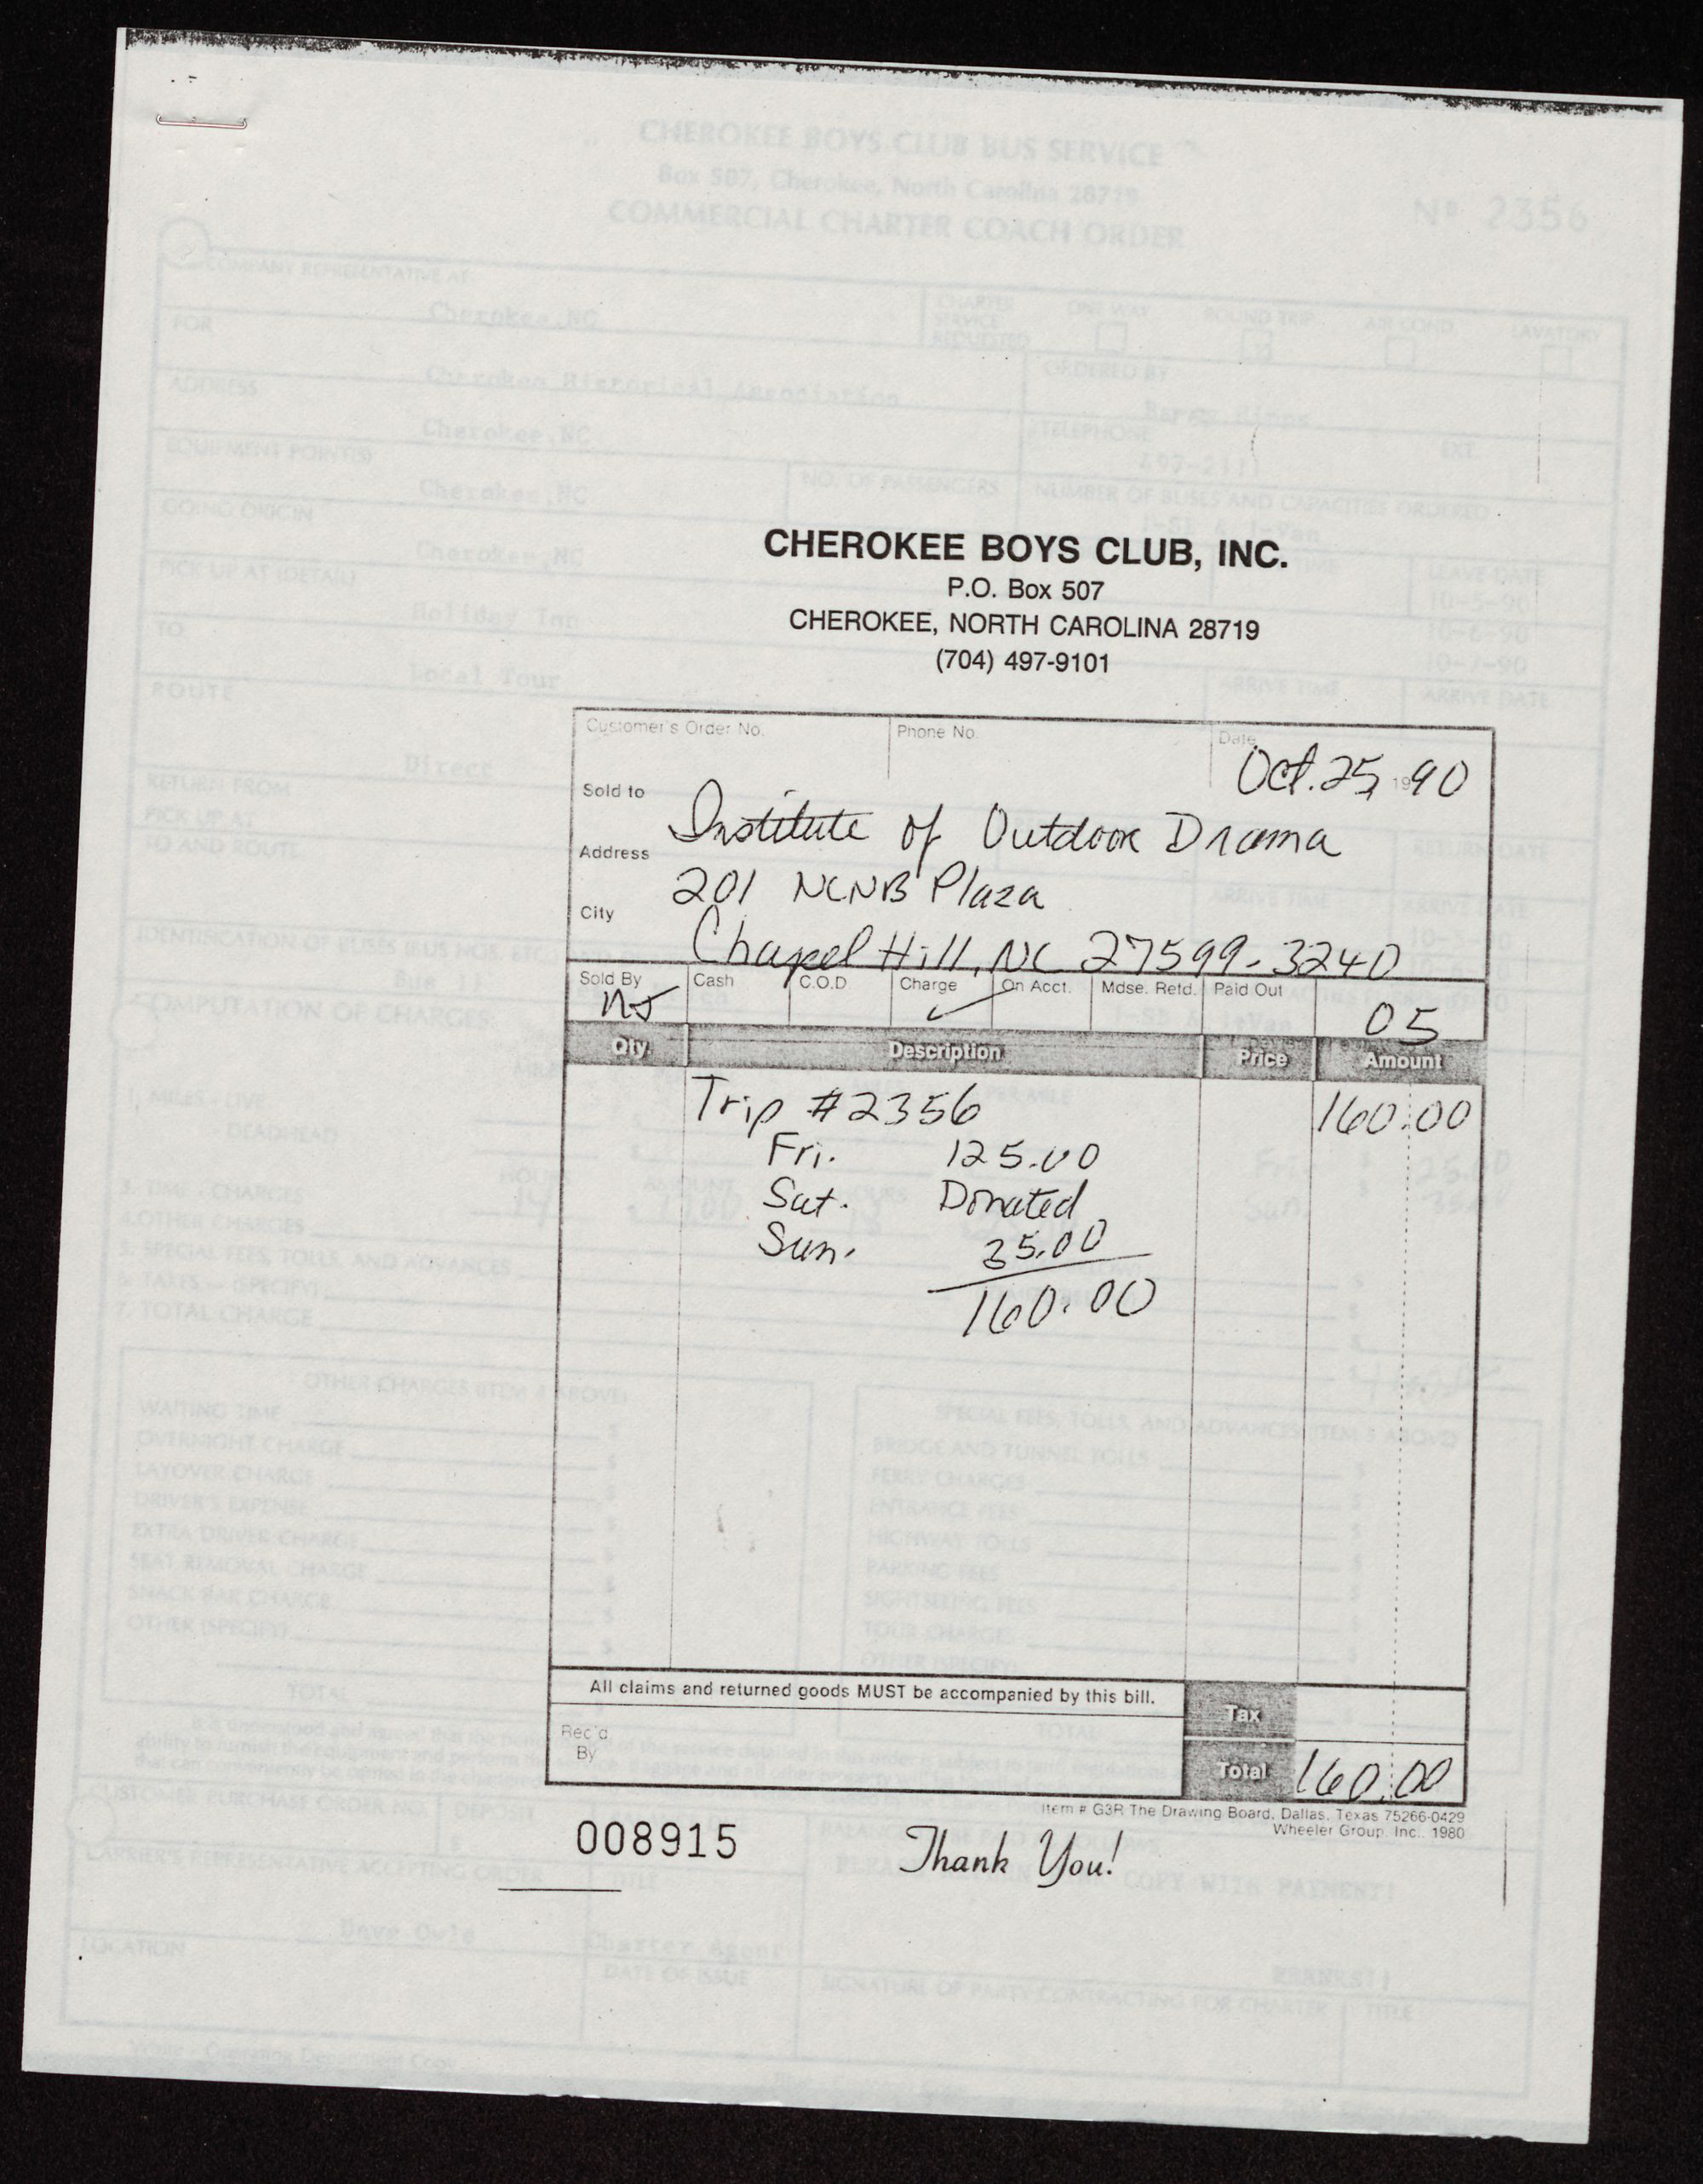 CHEROKEE BOYS CLUB BUS SERVICE
Box 507, Cherokee, North Carolina 28719
COMMERCIAL CHARTER COACH ORDER
Nº 2356
COMPANY REPRESENTATIVE AT
Cherokee,NC
CHARTER SERVICE REQUESTED
ONE WAY
ROUND TRIP
AIR COND.
LAVATORY
FOR
Cherokee Historical Association
ORDERED BY
Barry Hipps
ADDRESS
Cherokee,NC
TELEPHONE
497-2111
EXT.
EQUIPMENT POINT(S)
Cherokee,NC
NO. OF PASSENGERS
NUMBER OF BUSES AND CAPACITIES ORDERED
GOING ORIGIN
Cherokee,NC
TIME
LEAVE DATE
10-5-90
10-6-90
10-7-90
PICK UP AT (DETAIL)
Holiday Inn
TO
Local Tour
ARRIVE TIME
ARRIVE DATE
ROUTE
Direct
RETURN FROM
PICK UP AT
TO AND ROUTE
RETURN DATE
ARRIVE TIME
ARRIVE DATE
CHEROKEE BOYS CLUB, INC.
P.O. Box 507
CHEROKEE, NORTH CAROLINA 28719
(704) 497-9101
Customer's Order No.
Phone No.
Date
Oct. 25, 1990
Sold to
Institute of Outdoor Drama
Address
201 NCNB Plaza
City
Chapel Hill, NC 27599-3240
Sold By
Cash
C.O.D.
Charge
On Acct.
Mdse. Retd.
Paid Out
NJ
✓
05
Qty.
Description
Price
Amount
Trip #2356
160.00
Fri. 125.00
Sat. Donated
Sun. 35.00
160.00
COMPUTATION OF CHARGES:
1. MILES - LIVE
DEADHEAD
3. TIME - CHARGES
4. OTHER CHARGES
5. SPECIAL FEES, TOLLS, AND ADVANCES
6. TAXES - (SPECIFY)
7. TOTAL CHARGE
OTHER CHARGES (ITEM 4 ABOVE)
WAITING TIME
OVERNIGHT CHARGE
LAYOVER CHARGE
DRIVER'S EXPENSE
EXTRA DRIVER CHARGE
SEAT REMOVAL CHARGE
SNACK BAR CHARGE
OTHER (SPECIFY)
TOTAL
SPECIAL FEES, TOLLS, AND ADVANCES (ITEM 5 ABOVE)
BRIDGE AND TUNNEL TOLLS
FERRY CHARGES
ENTRANCE FEES
HIGHWAY TOLLS
PARKING FEES
SIGHTSEEING FEES
TOUR CHARGES
OTHER (SPECIFY)
TOTAL
All claims and returned goods MUST be accompanied by this bill.
Tax
Rec'd
By
Total
160.00
Item # G3R The Drawing Board, Dallas, Texas 75266-0429
Wheeler Group, Inc., 1980
008915
Thank You!
CUSTOMER PURCHASE ORDER NO.
DEPOSIT
CARRIER'S REPRESENTATIVE ACCEPTING ORDER
TITLE
COPY WITH PAYMENT!
Dave Owle
Charter Agent
LOCATION
DATE OF ISSUE
SIGNATURE OF PARTY CONTRACTING FOR CHARTER
TITLE
White - Operating Department Copy